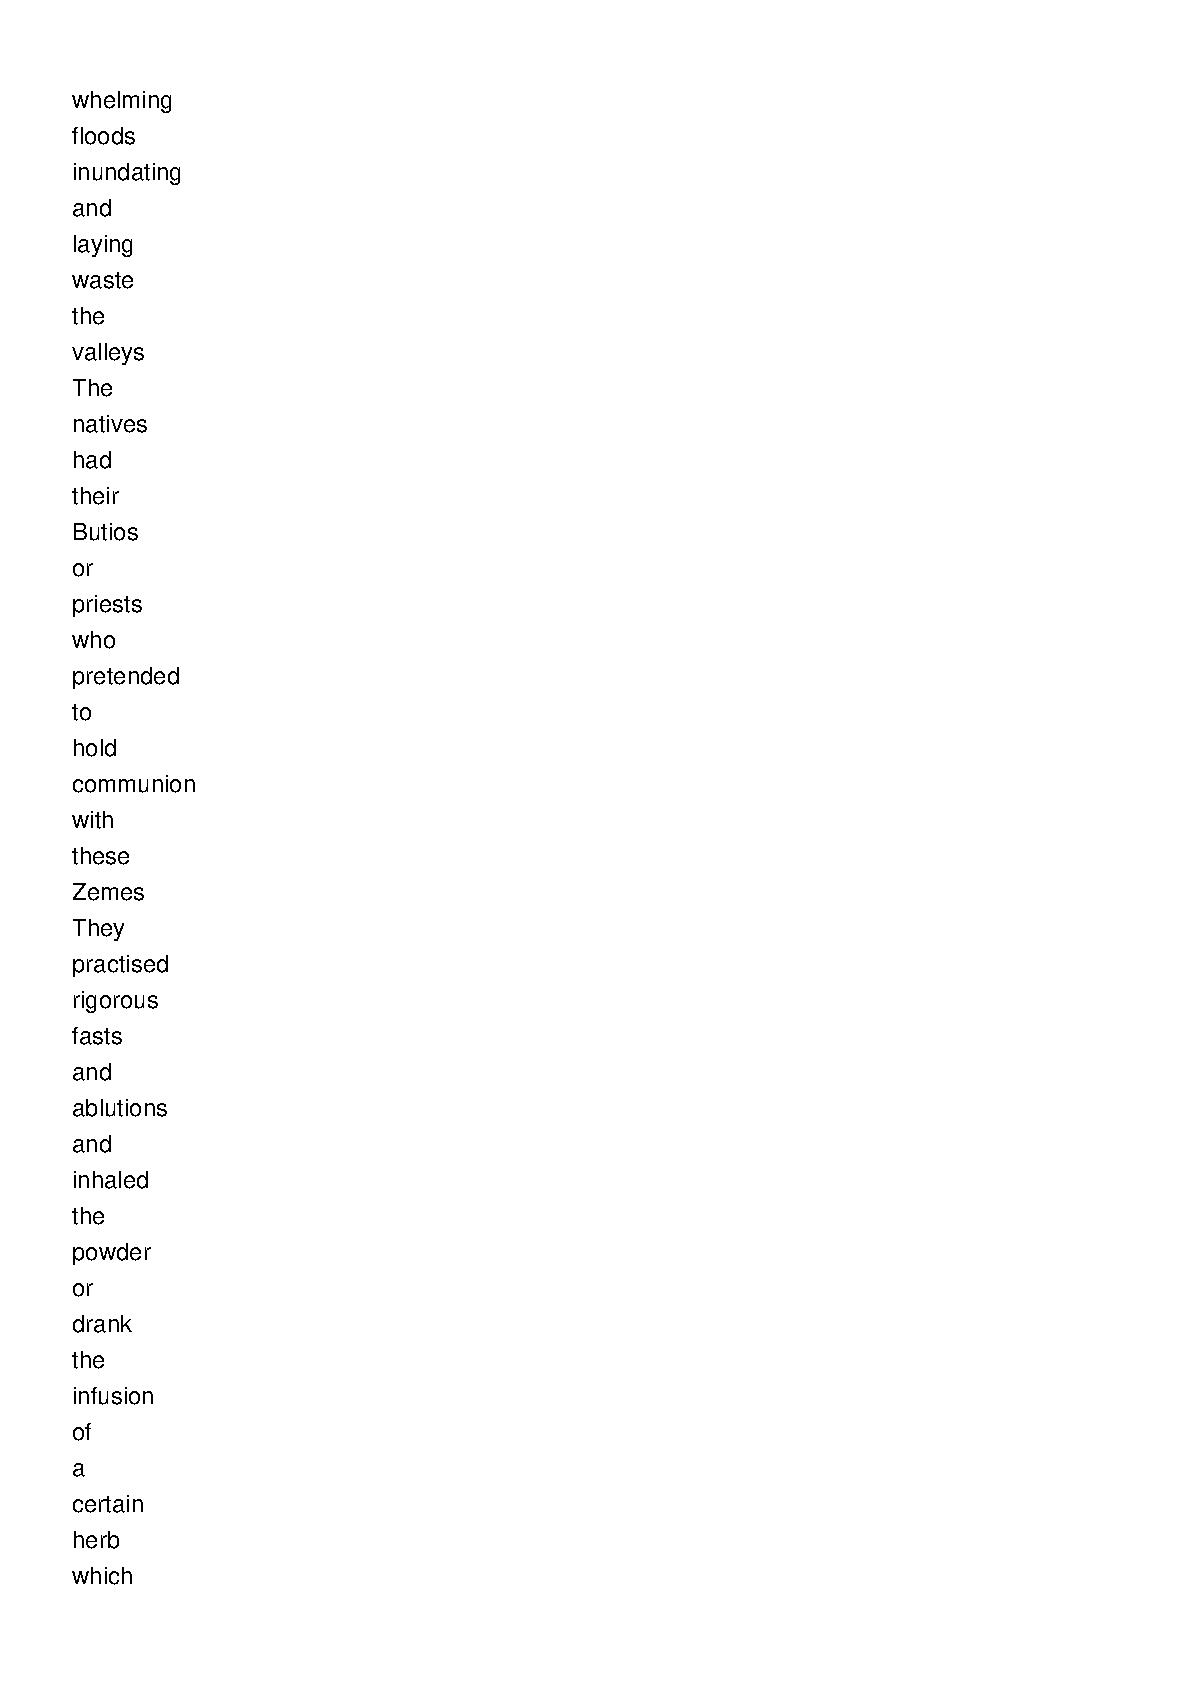 whelming
floods
inundating
and
laying
waste
the
valleys
The
natives
had
their
Butios
or
priests
who
pretended
to
hold
communion
with
these
Zemes
They
practised
rigorous
fasts
and
ablutions
and
inhaled
the
powder
or
drank
the
infusion
of
a
certain
herb
which